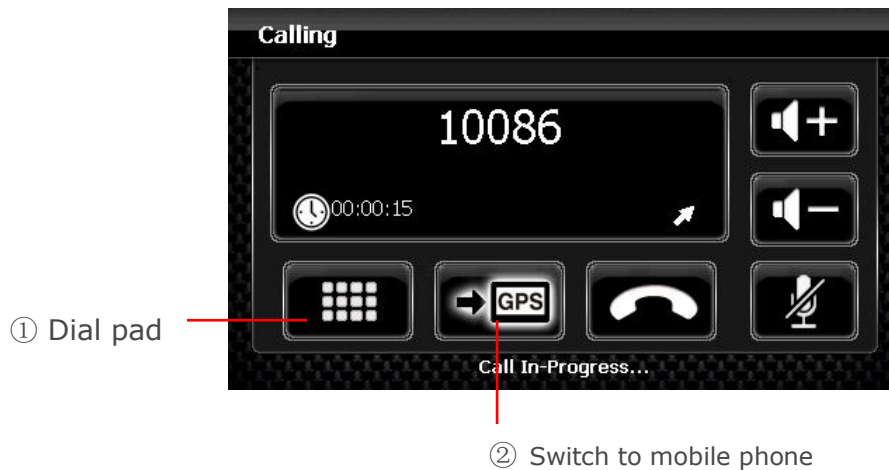 Calling
10086
00:00:15
GPS
① Dial pad
Call In-Progress...
② Switch to mobile phone